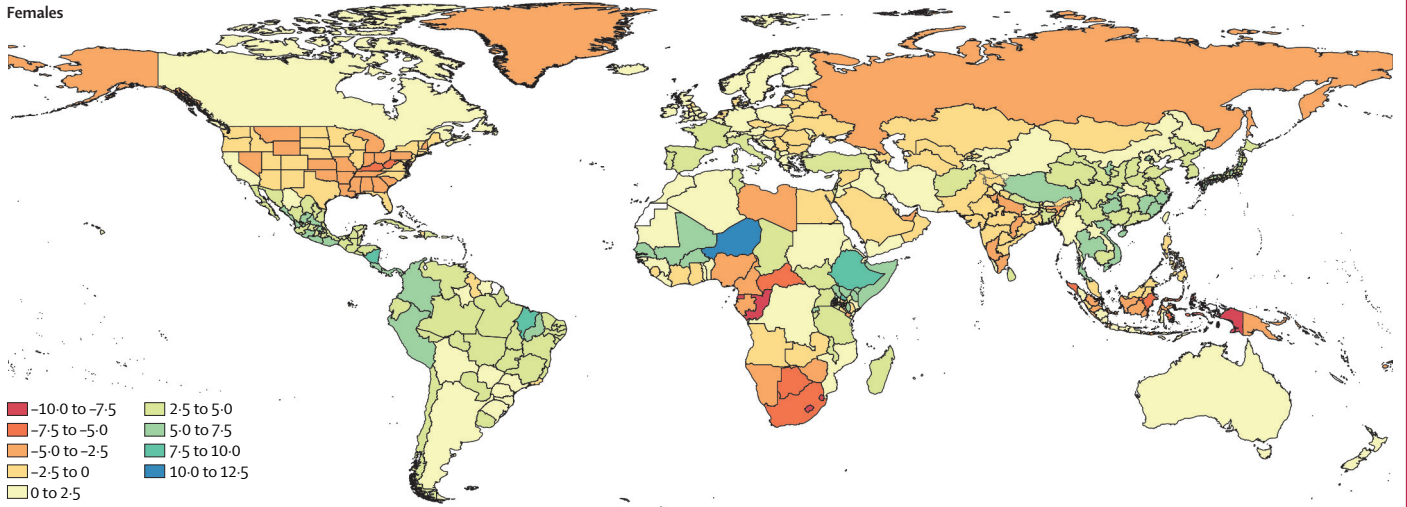 Females
–10·0 to –7·5
–7·5 to –5·0
–5·0 to –2·5
–2·5 to 0
0 to 2·5
2·5 to 5·0
5·0 to 7·5
7·5 to 10·0
10·0 to 12·5